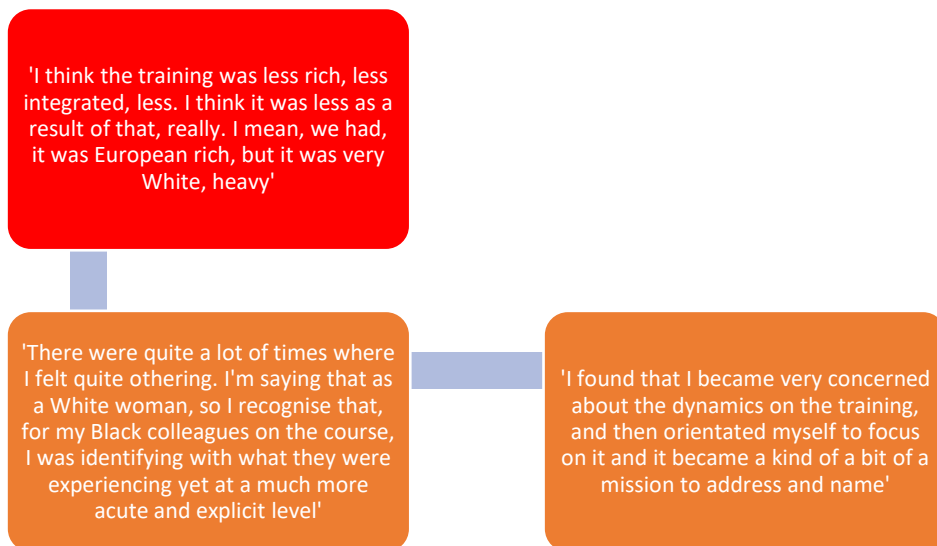 'I think the training was less rich, less
integrated, less. I think it was less as a
result of that, really. I mean, we had,
it was European rich, but it was very
White, heavy'
'There were quite a lot of times where
I felt quite othering. I'm saying that as
a White woman, so I recognise that,
for my Black colleagues on the course,
I was identifying with what they were
experiencing yet at a much more
acute and explicit level'
'I found that I became very concerned
about the dynamics on the training,
and then orientated myself to focus
on it and it became a kind of a bit of a
mission to address and name'